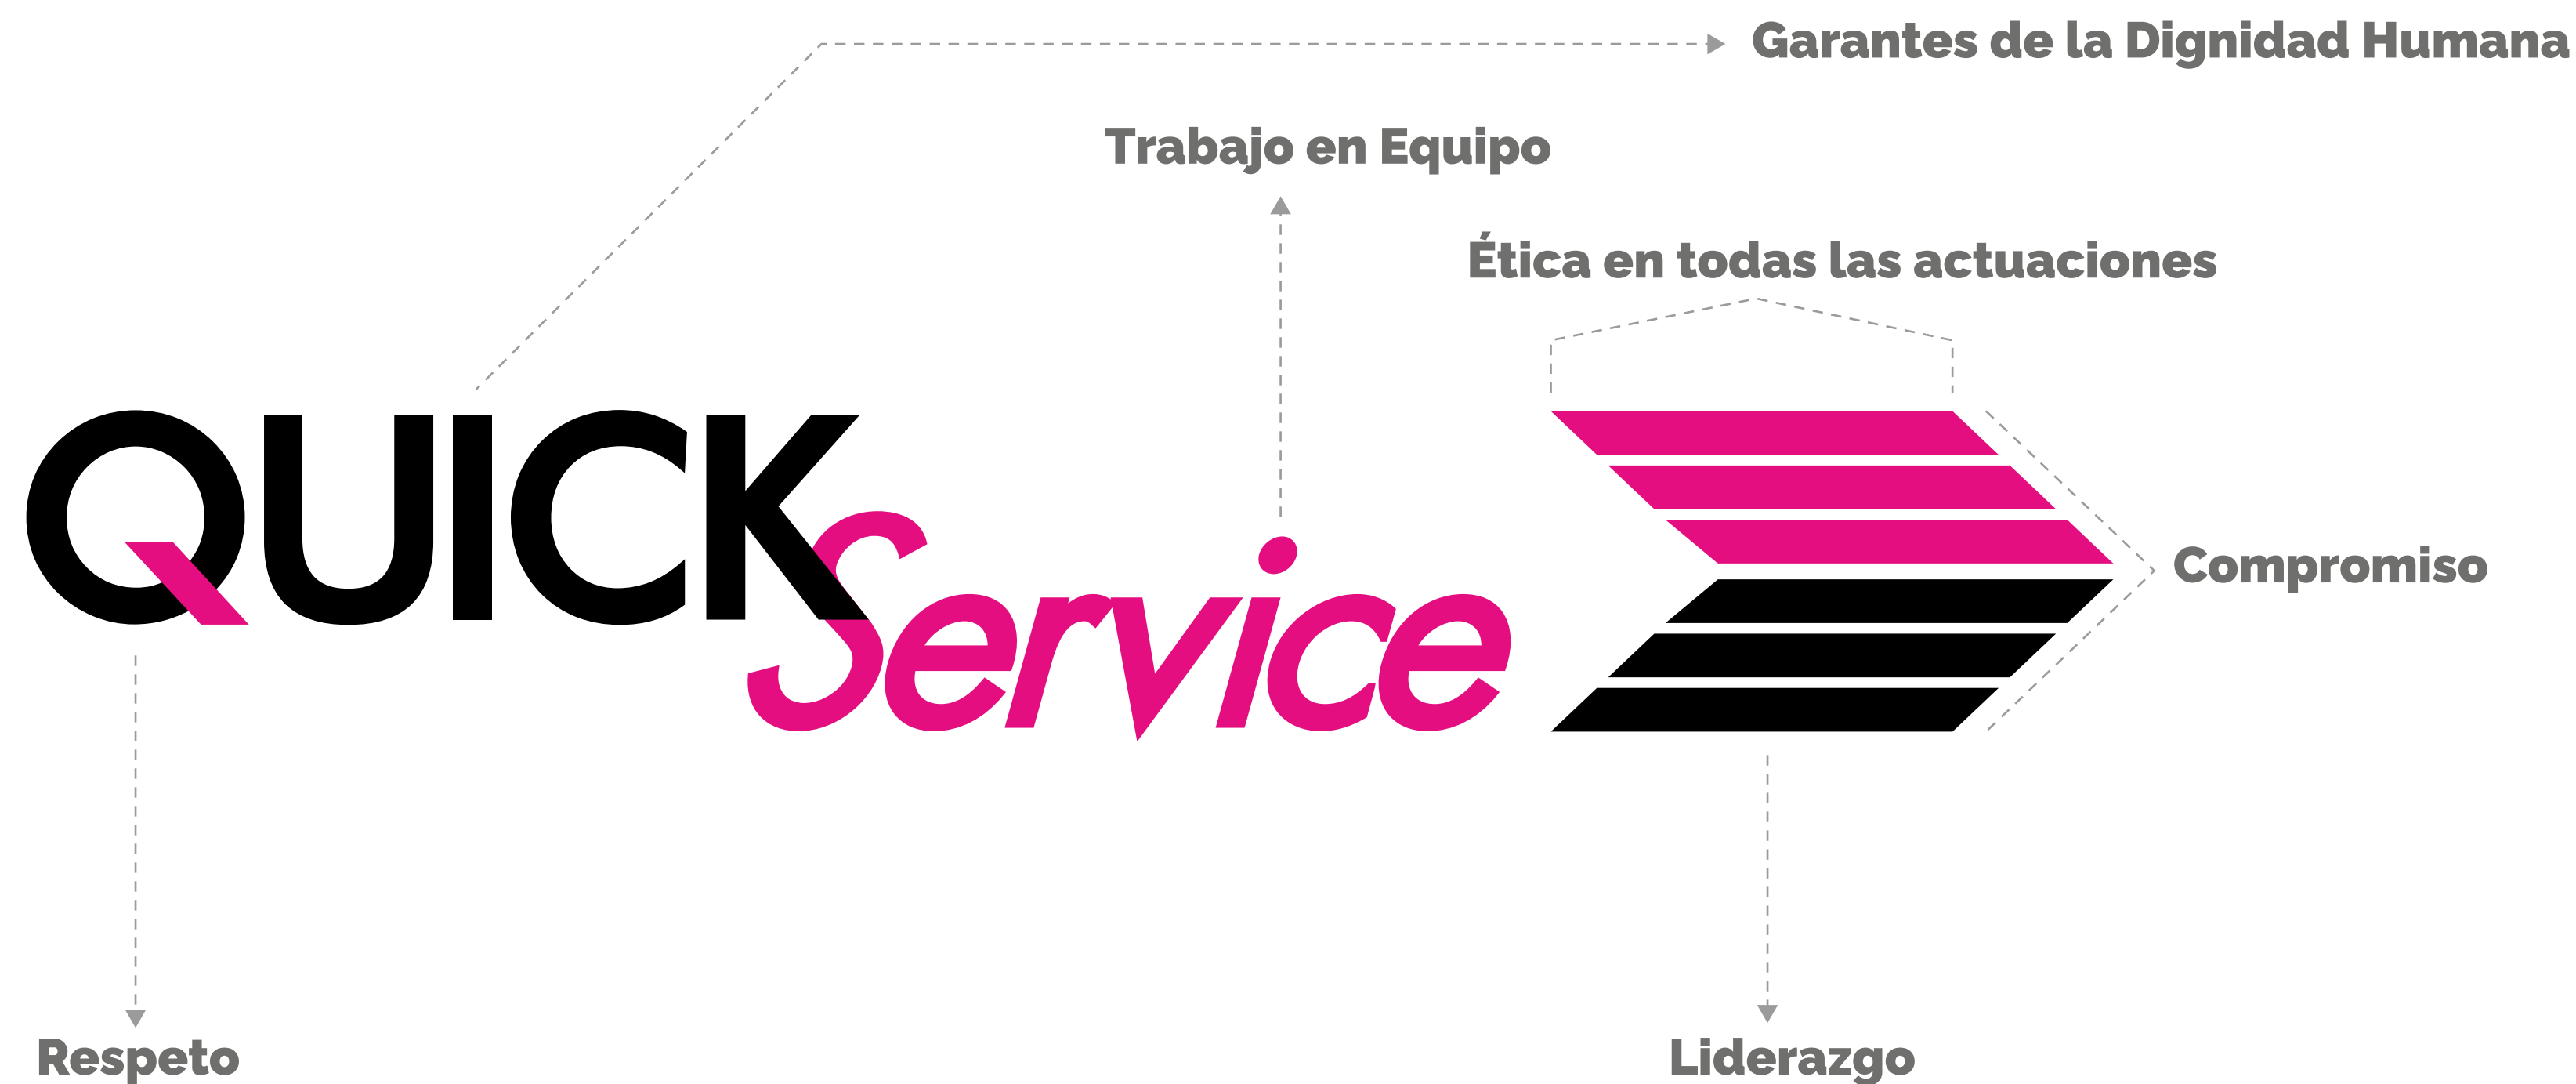 Garantes de la Dignidad Humana
Trabajo en Equipo
Ética en todas las actuaciones
QUICK
Service
Compromiso
Respeto
Liderazgo